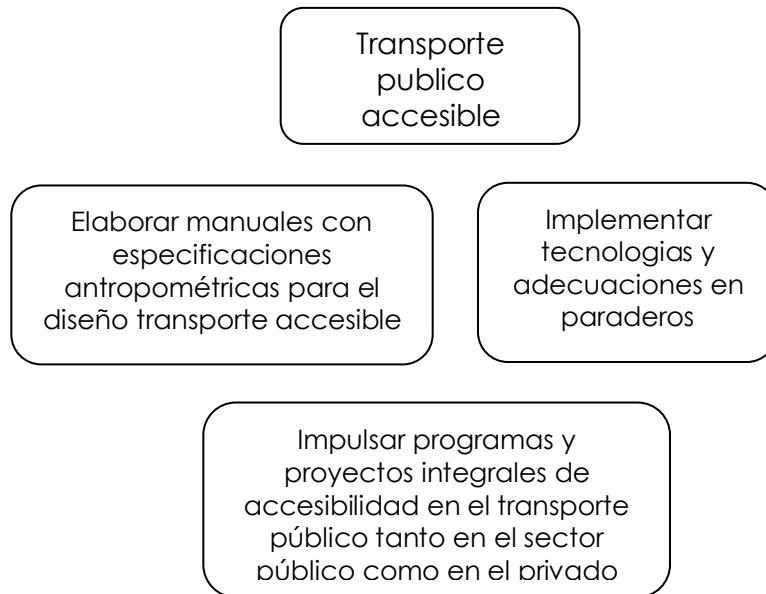 Transporte
publico
accesible
Elaborar manuales con
especificaciones
antropométricas para el
diseño transporte accesible
Implementar
tecnologias y
adecuaciones en
paraderos
Impulsar programas y
proyectos integrales de
accesibilidad en el transporte
público tanto en el sector
público como en el privado